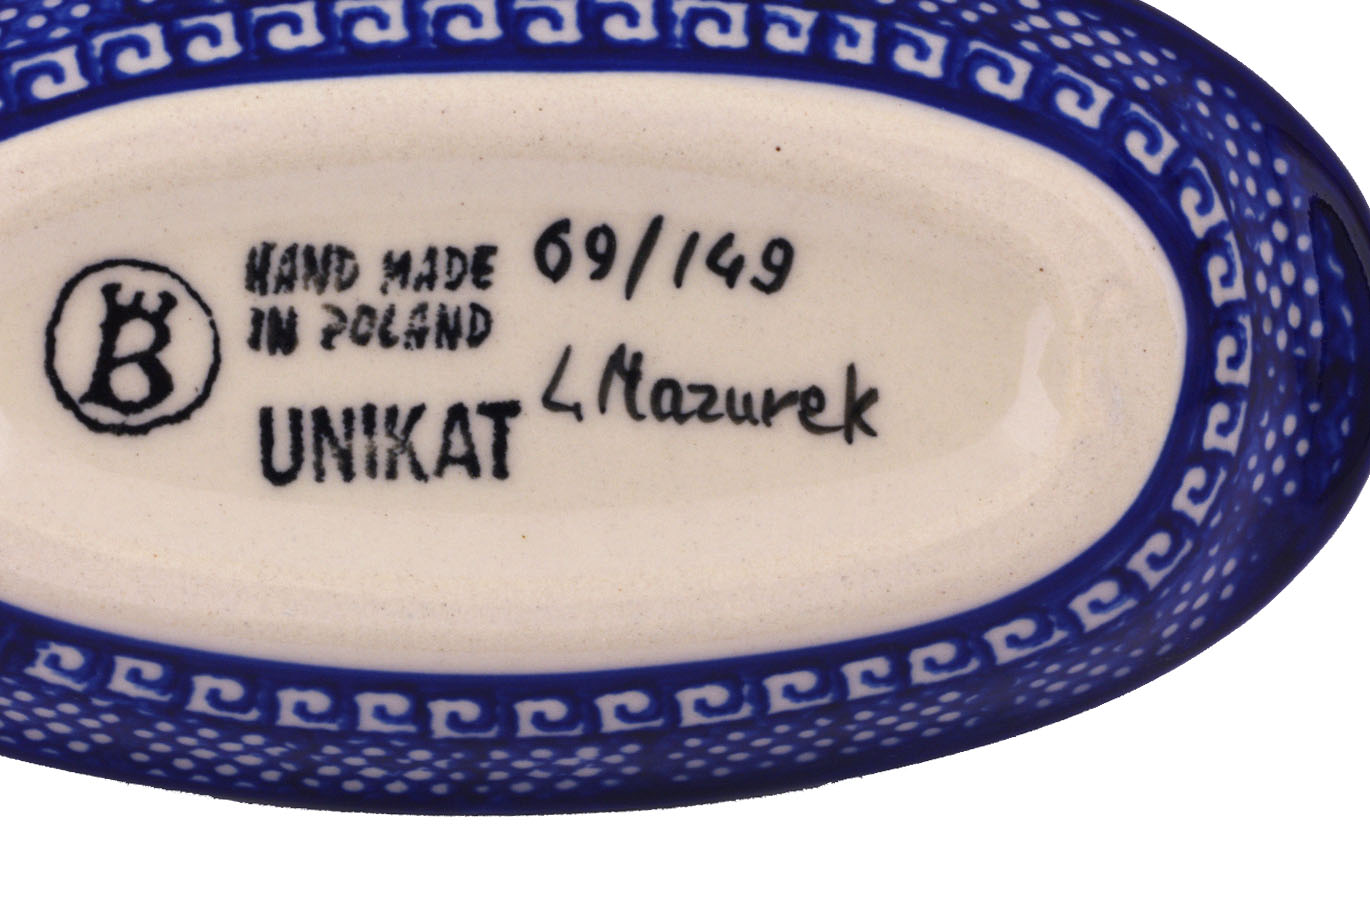 B
HAND MADE
IN POLAND
UNIKAT
69/149
L Mazurek